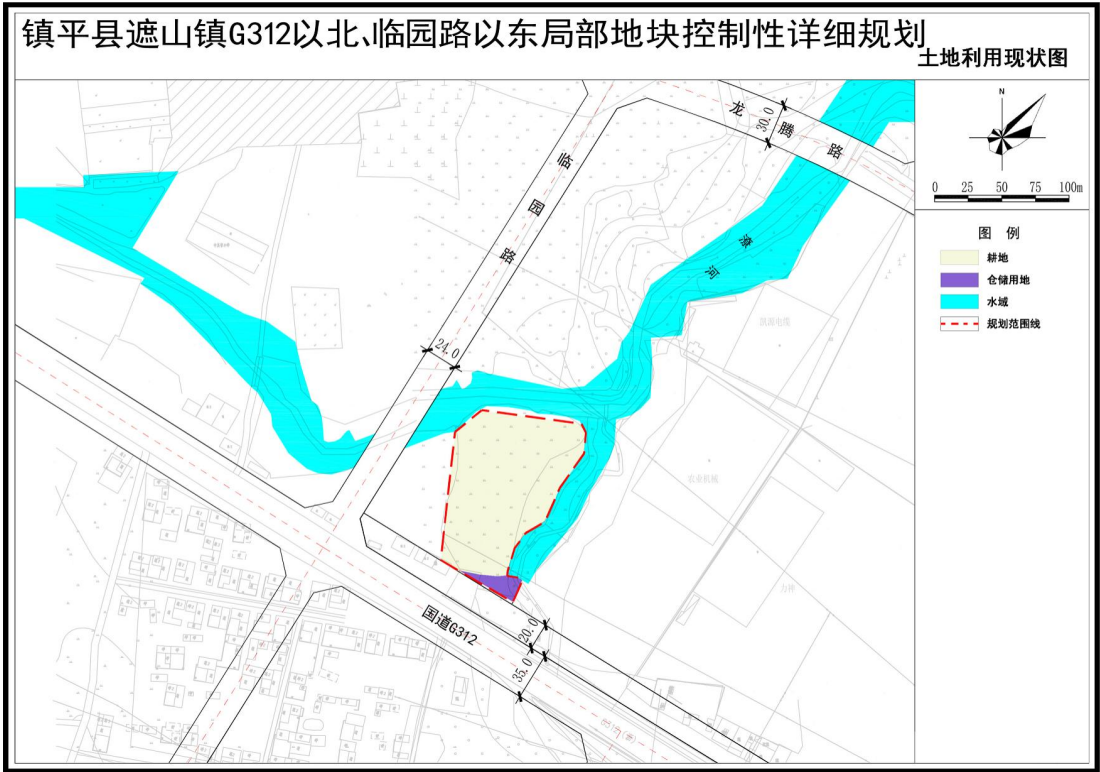 镇平县遮山镇G312以北、临园路以东局部地块控制性详细规划
土地利用现状图
N
0 25 50 75 100m
图 例
耕地
仓储用地
水域
规划范围线
龙腾路
30.0
临园路
潦河
24.0
农业机械
国道G312
20.0
35.0